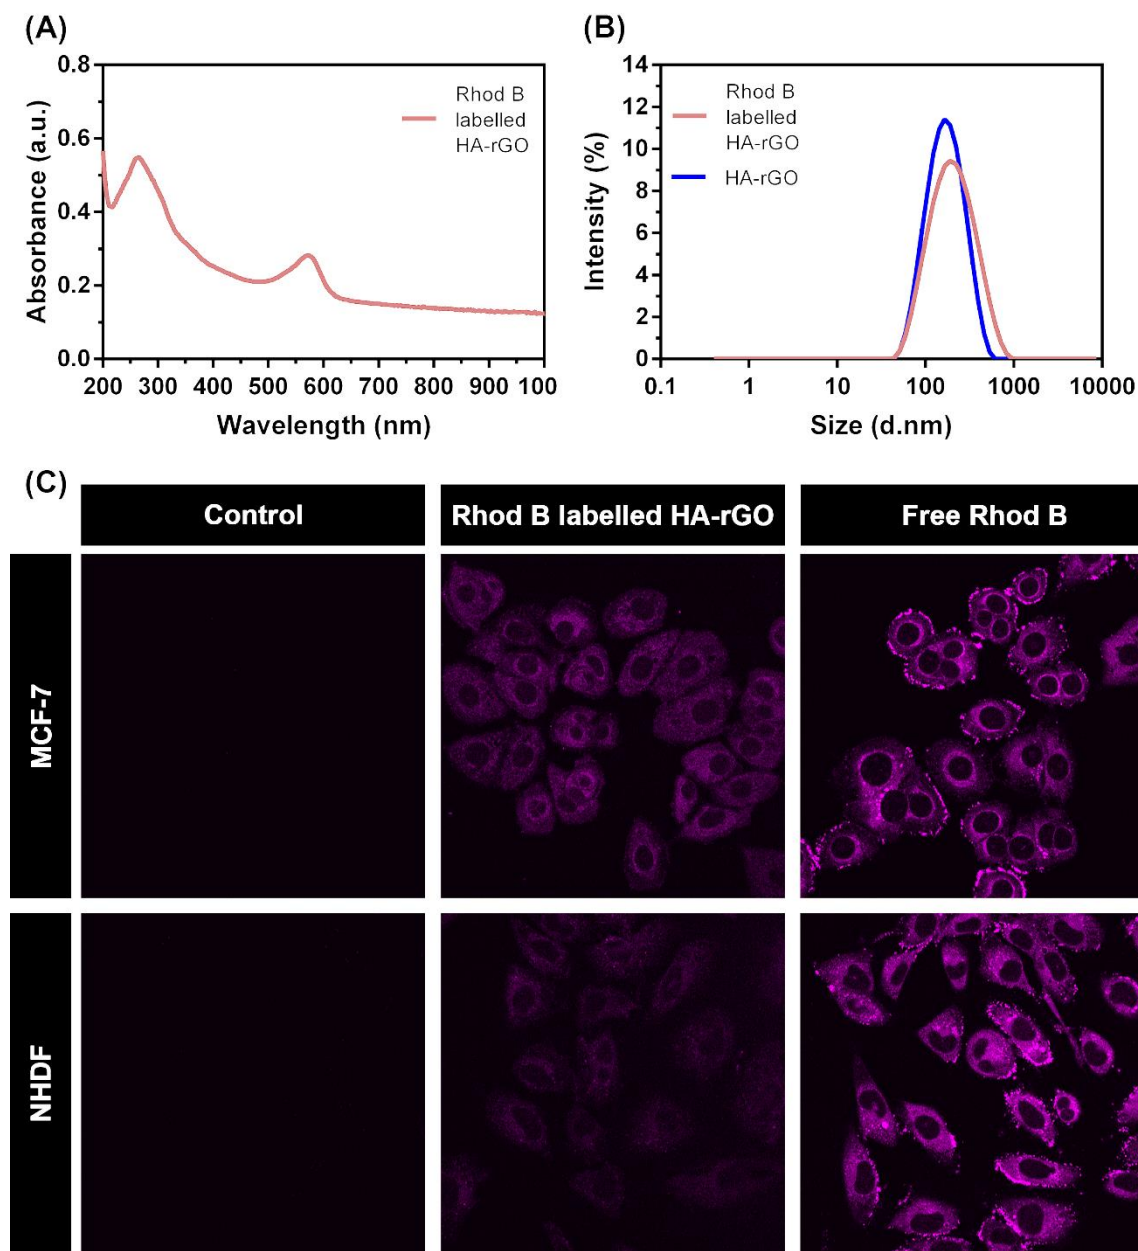 (A)
0.8
0.6
0.4
0.2
0.0
Absorbance (a.u.)
Rhod B
labelled
HA-rGO
200 300 400 500 600 700 800 900 1000
Wavelength (nm)
(B)
14
12
10
8
6
4
2
0
Intensity (%)
Rhod B
labelled
HA-rGO
HA-rGO
0.1 1 10 100 1000 10000
Size (d.nm)
(C)
Control
Rhod B labelled HA-rGO
Free Rhod B
MCF-7
NHDF